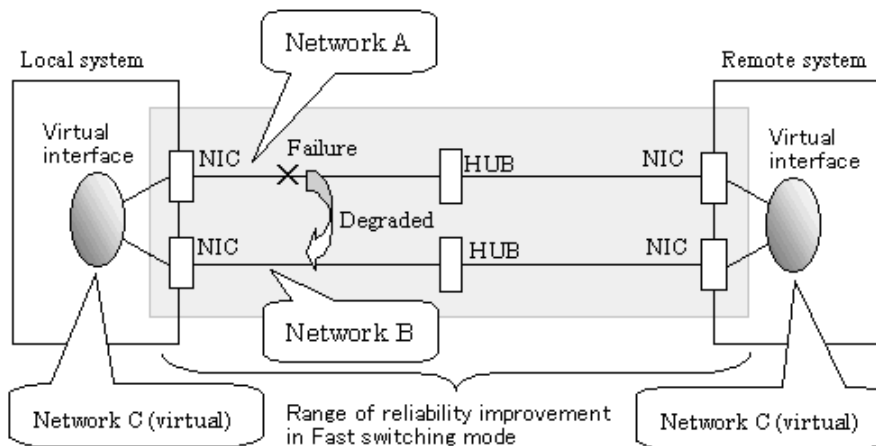 Network A
Local system
Remote system
Virtual
interface
NIC
Failure
HUB
NIC
Virtual
interface
Degraded
NIC
HUB
NIC
Network B
Network C (virtual)
Range of reliability improvement
in Fast switching mode
Network C (virtual)